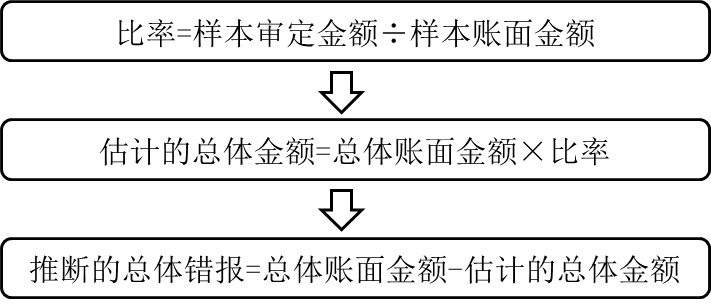 比率=样本审定金额÷样本账面金额
估计的总体金额=总体账面金额×比率
推断的总体错报=总体账面金额-估计的总体金额